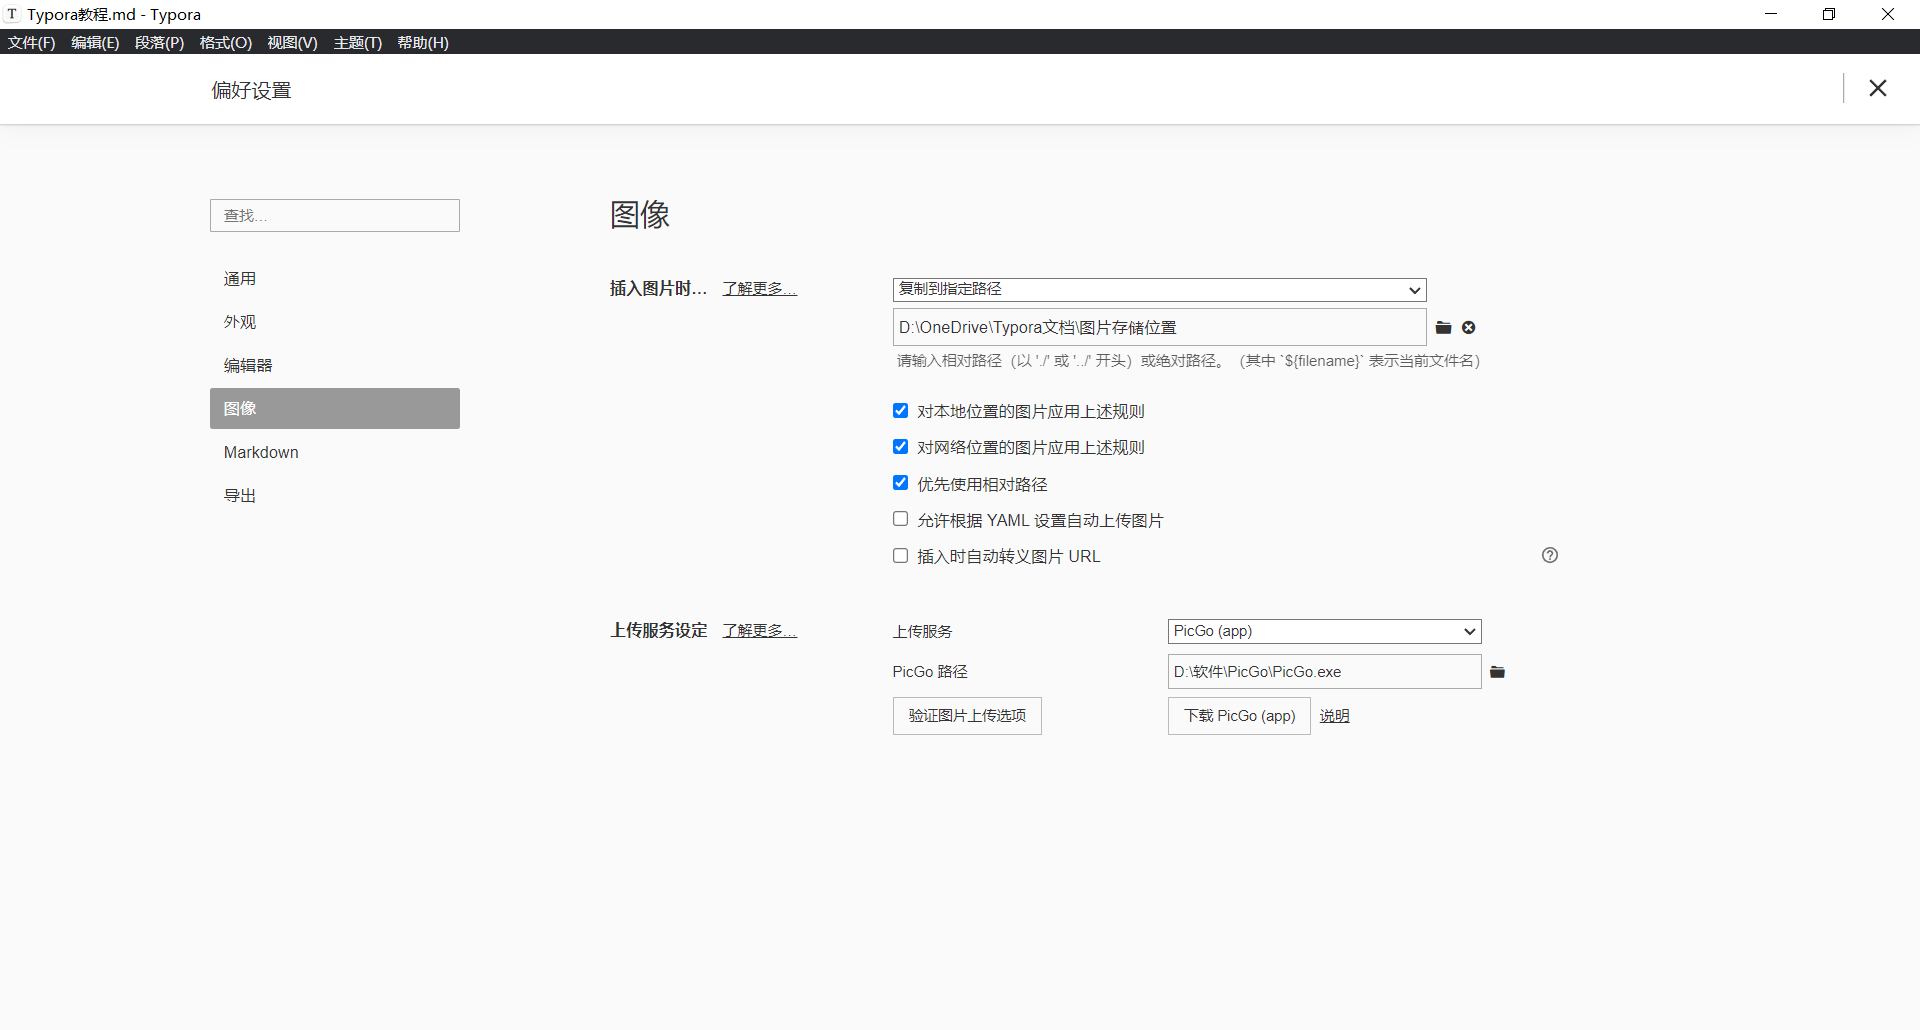 T Typora教程.md - Typora
文件(F) 编辑(E) 段落(P) 格式(O) 视图(V) 主题(T) 帮助(H)
偏好设置
查找...
通用
外观
编辑器
图像
Markdown
导出
图像
插入图片时... 了解更多...
复制到指定路径
D:\OneDrive\Typora文档\图片存储位置
请输入相对路径（以 './' 或 '../' 开头）或绝对路径。（其中 `${filename}` 表示当前文件名）
对本地位置的图片应用上述规则
对网络位置的图片应用上述规则
优先使用相对路径
允许根据 YAML 设置自动上传图片
插入时自动转义图片 URL
上传服务设定 了解更多...
上传服务 PicGo (app)
PicGo 路径 D:\软件\PicGo\PicGo.exe
验证图片上传选项 下载 PicGo (app) 说明